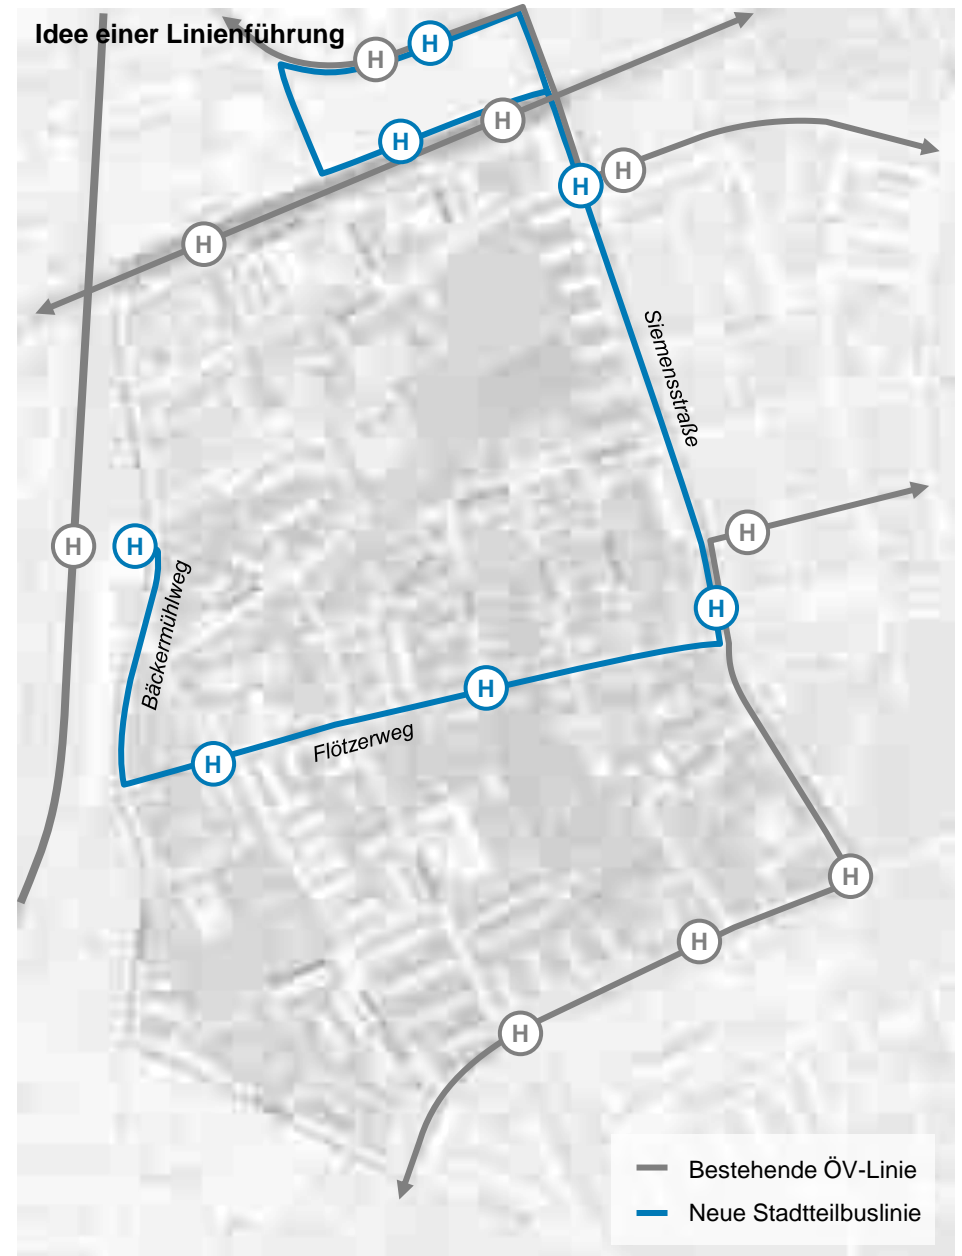 Idee einer Linienführung
H
H
H
H
H
H
H
Siemensstraße
H
H
H
Bäckermühlweg
H
H
Flötzerweg
H
H
H
H
Bestehende ÖV-Linie
Neue Stadtteilbuslinie